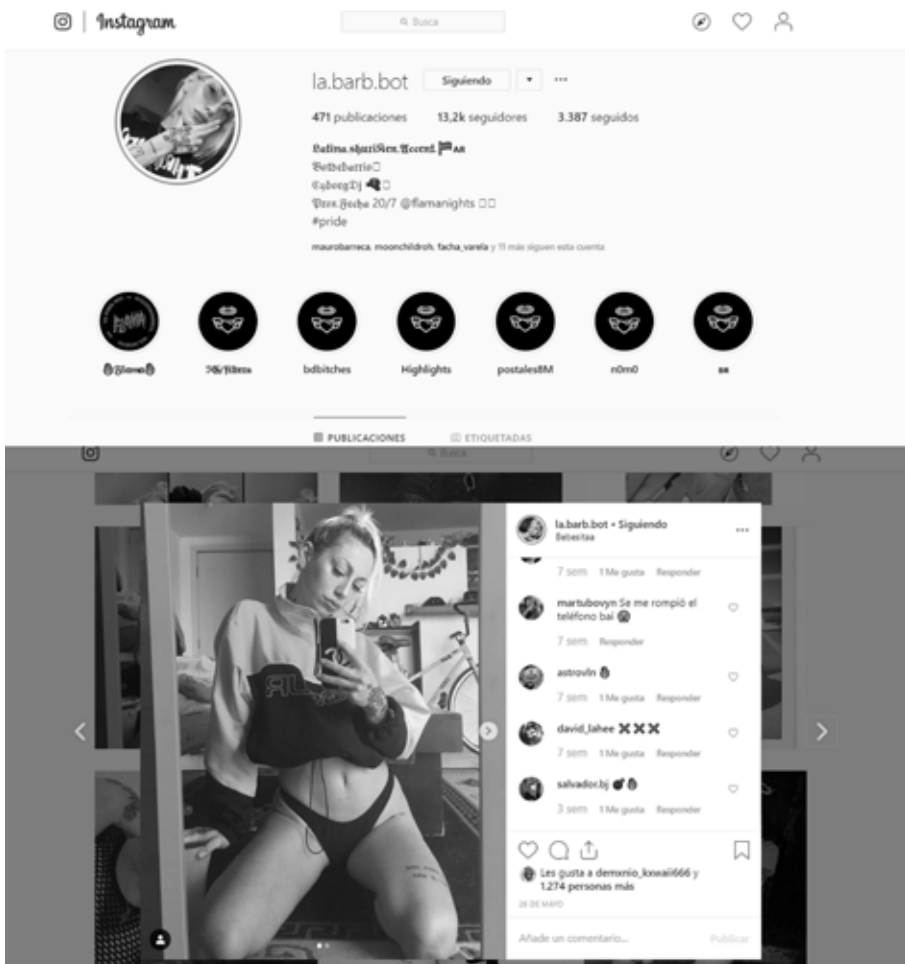 Instagram
Busca
la.barb.bot Siguiendo
471 publicaciones 13,2k seguidores 3.387 seguidos
CyborgDj
20/7 @flamanights
#pride
maurobarreca, moonchildroh, facha_varela y 11 más siguen esta cuenta
bdbitches Highlights postales8M n0m0
PUBLICACIONES ETIQUETADAS
Busca
la.barb.bot • Siguiendo
Bebesitaa
7 sem 1 Me gusta Responder
martubovyn Se me rompió el
teléfono bai
7 sem Responder
astrovln
7 sem 1 Me gusta Responder
david_lahee
7 sem 1 Me gusta Responder
salvador.bj
3 sem 1 Me gusta Responder
Les gusta a demxnio_kxwaii666 y
1.274 personas más
26 DE MAYO
Añade un comentario... Publicar